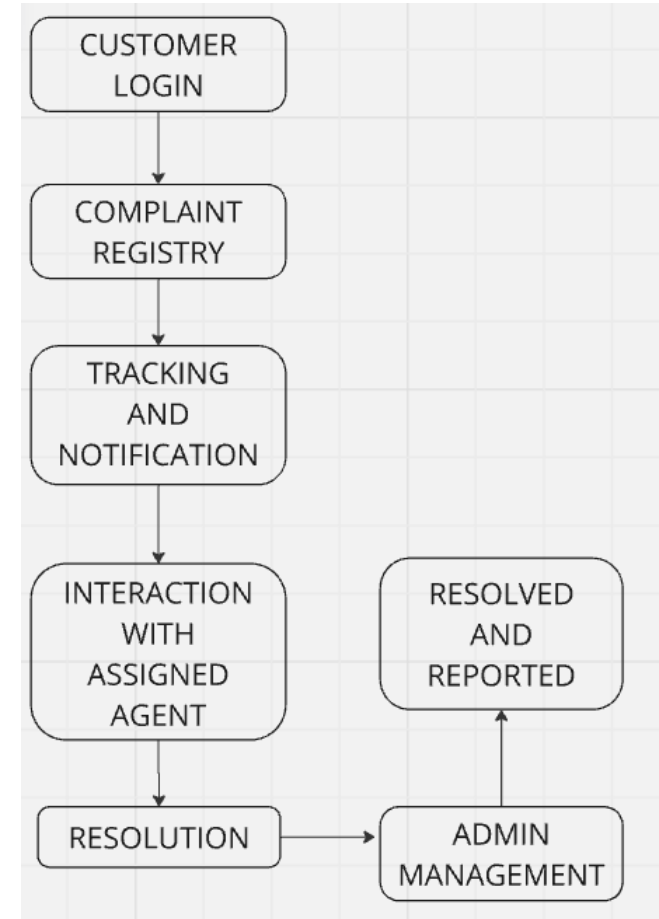 CUSTOMER
LOGIN
COMPLAINT
REGISTRY
TRACKING
AND
NOTIFICATION
INTERACTION
WITH
ASSIGNED
AGENT
RESOLUTION
ADMIN
MANAGEMENT
RESOLVED
AND
REPORTED